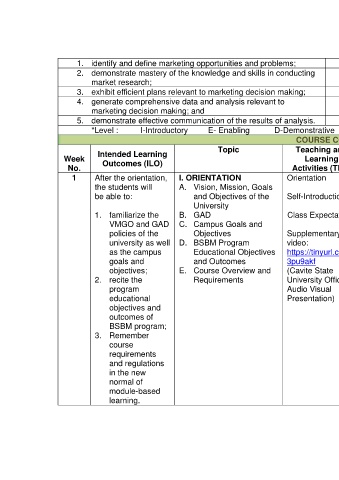 1. identify and define marketing opportunities and problems;
2. demonstrate mastery of the knowledge and skills in conducting
market research;
3. exhibit efficient plans relevant to marketing decision making;
4. generate comprehensive data and analysis relevant to
marketing decision making; and
5. demonstrate effective communication of the results of analysis.
*Level : I-Introductory E- Enabling D-Demonstrative
COURSE C
Week
No.
Intended Learning
Outcomes (ILO)
Topic
Teaching a
Learning
Activities (T
1
After the orientation,
the students will
be able to:
1. familiarize the
VMGO and GAD
policies of the
university as well
as the campus
goals and
objectives;
2. recite the
program
educational
objectives and
outcomes of
BSBM program;
3. Remember
course
requirements
and regulations
in the new
normal of
module-based
learning.
I. ORIENTATION
A. Vision, Mission, Goals
and Objectives of the
University
B. GAD
C. Campus Goals and
Objectives
D. BSBM Program
Educational Objectives
and Outcomes
E. Course Overview and
Requirements
Orientation
Self-Introductio
Class Expecta
Supplementary
video:
https://tinyurl.c
3pu9akf
(Cavite State
University Offic
Audio Visual
Presentation)